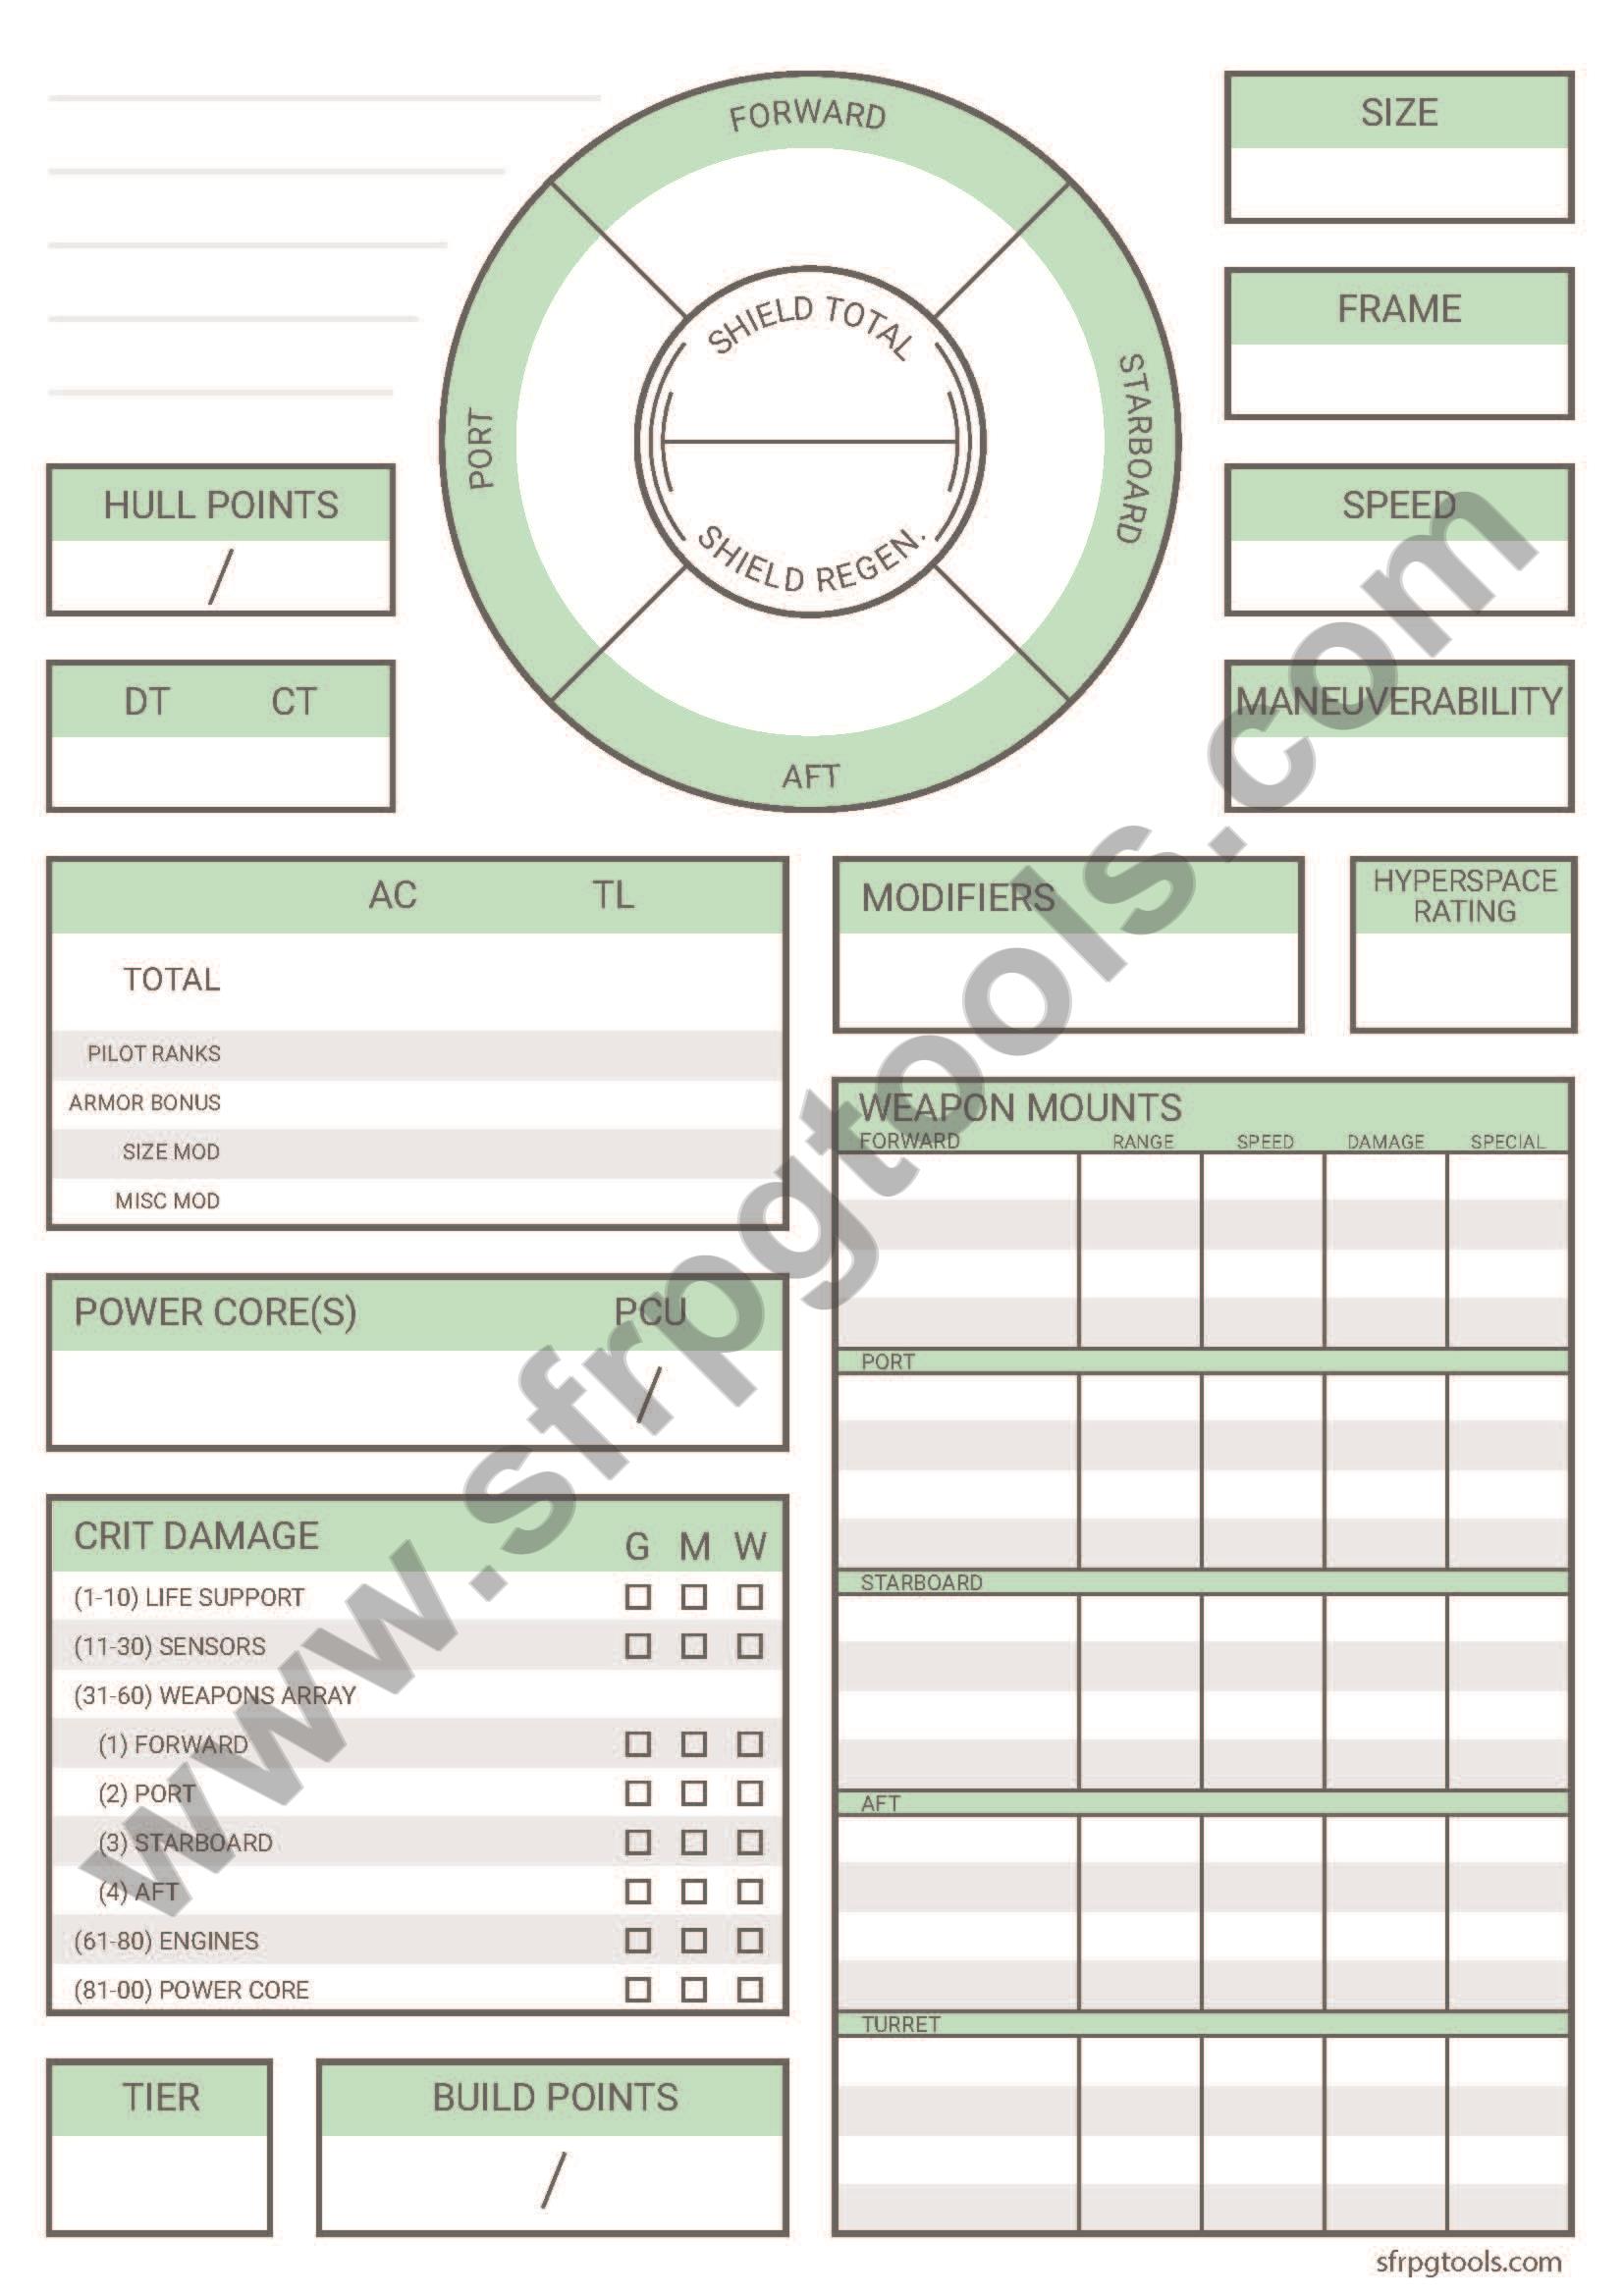 FORWARD
PORT
STARBOARD
AFT
SHIELD TOTAL
SHIELD REGEN.
SIZE
FRAME
SPEED
MANEUVERABILITY
HULL POINTS
/
DT CT
AC TL
TOTAL
PILOT RANKS
ARMOR BONUS
SIZE MOD
MISC MOD
MODIFIERS
HYPERSPACE
RATING
POWER CORE(S) PCU
/
CRIT DAMAGE G M W
(1-10) LIFE SUPPORT
(11-30) SENSORS
(31-60) WEAPONS ARRAY
(1) FORWARD
(2) PORT
(3) STARBOARD
(4) AFT
(61-80) ENGINES
(81-00) POWER CORE
TIER
BUILD POINTS
/
WEAPON MOUNTS
FORWARD RANGE SPEED DAMAGE SPECIAL
PORT
STARBOARD
AFT
TURRET
sfrpgtools.com
www.sfrpgtools.com